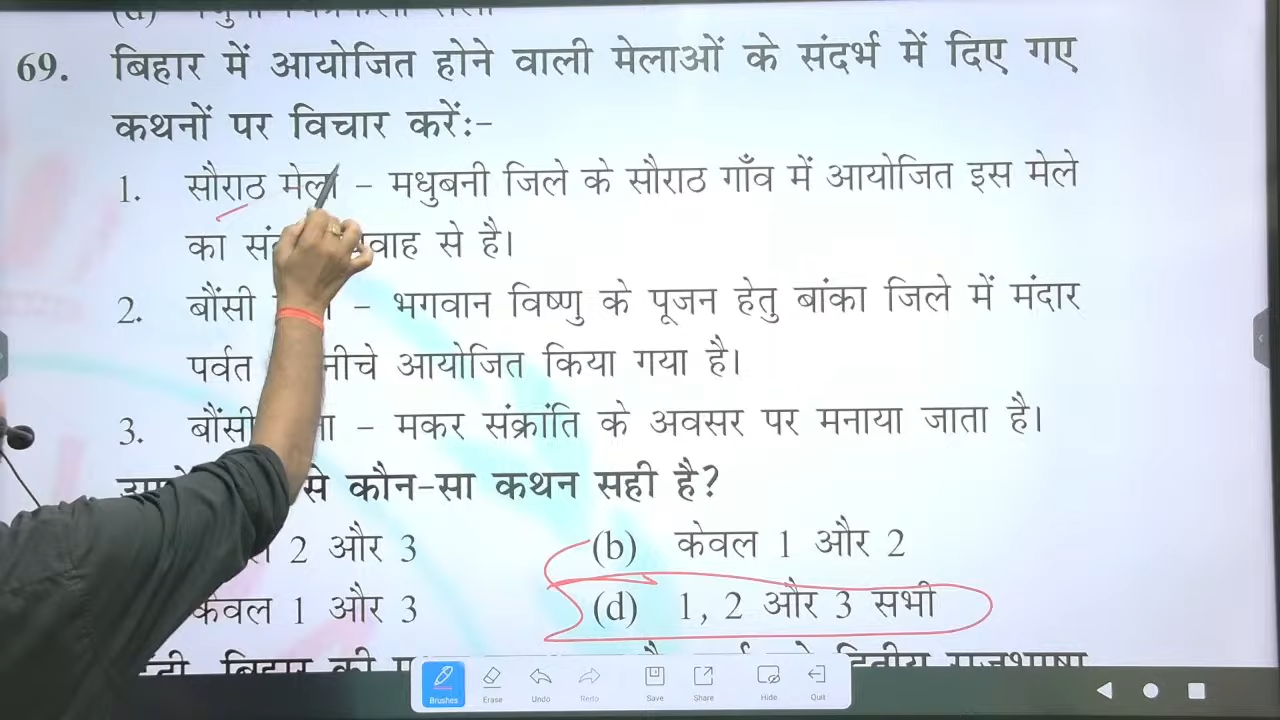 69. बिहार में आयोजित होने वाली मेलाओं के संदर्भ में दिए गए
कथनों पर विचार करें:-
1. सौराठ मेला – मधुबनी जिले के सौराठ गाँव में आयोजित इस मेले
का से है।
2. बौंसी – भगवान विष्णु के पूजन हेतु बांका जिले में मंदार
पर्वत नीचे आयोजित किया गया है।
3. बौंसी – मकर संक्रांति के अवसर पर मनाया जाता है।
से कौन-सा कथन सही है?
2 और 3 (b) केवल 1 और 2
केवल 1 और 3 (d) 1, 2 और 3 सभी
Brushes Erase Undo Redo Save Share Hide Quit